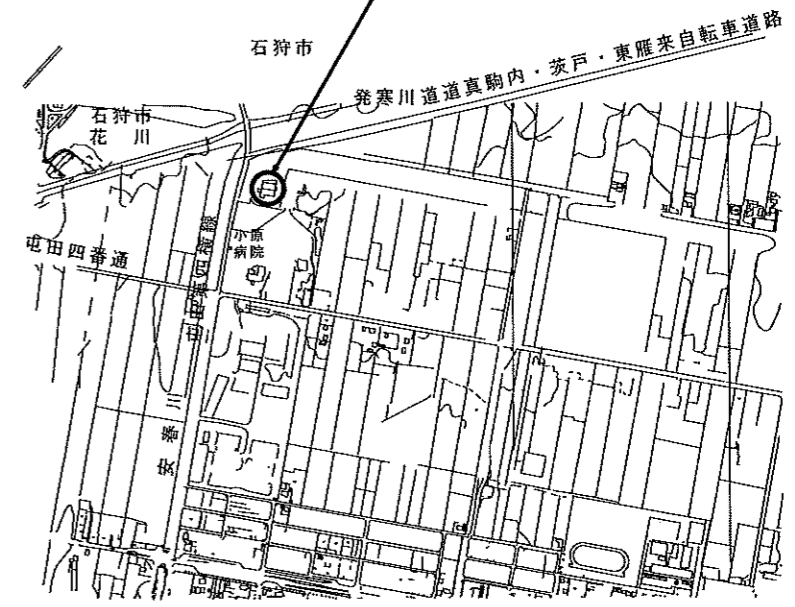 石狩市
発寒川道道真駒内・茨戸・東雁来自転車道路
石狩市
花川
小原
病院
屯田四番通
屯田第四横線
安春川